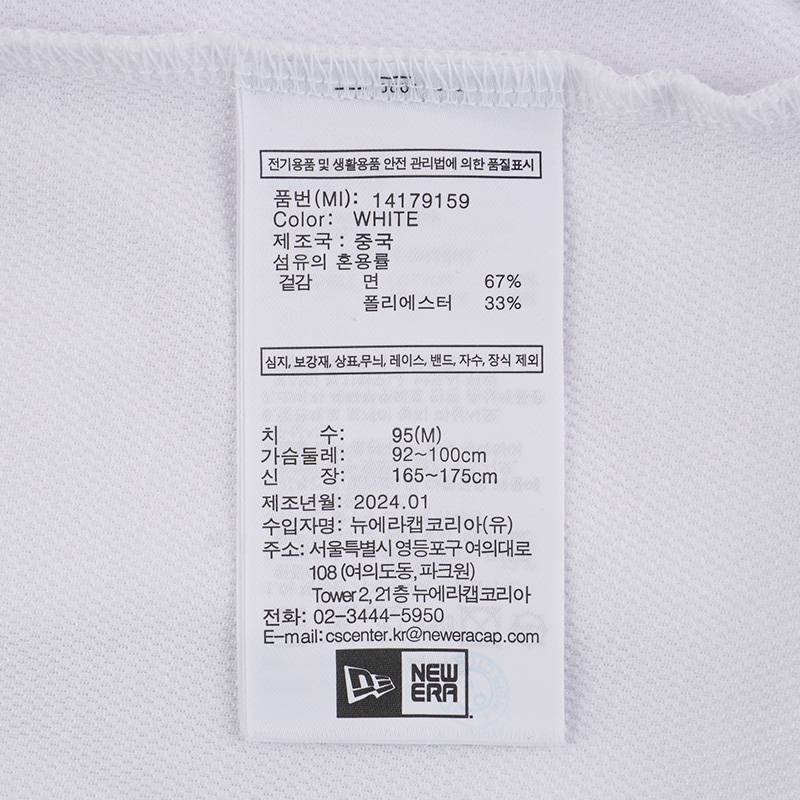 전기용품 및 생활용품 안전 관리법에 의한 품질표시
품번(MI): 14179159
Color: WHITE
제조국 : 중국
섬유의 혼용률
겉감 면 67%
폴리에스터 33%
심지, 보강재, 상표,무늬, 레이스, 밴드, 자수, 장식 제외
치 수: 95(M)
가슴둘레: 92~100cm
신 장: 165~175cm
제조년월: 2024.01
수입자명: 뉴에라캡코리아(유)
주소: 서울특별시 영등포구 여의대로
108 (여의도동, 파크원)
Tower 2, 21층 뉴에라캡코리아
전화: 02-3444-5950
E-mail:cscenter.kr@neweracap.com
NEW
ERA